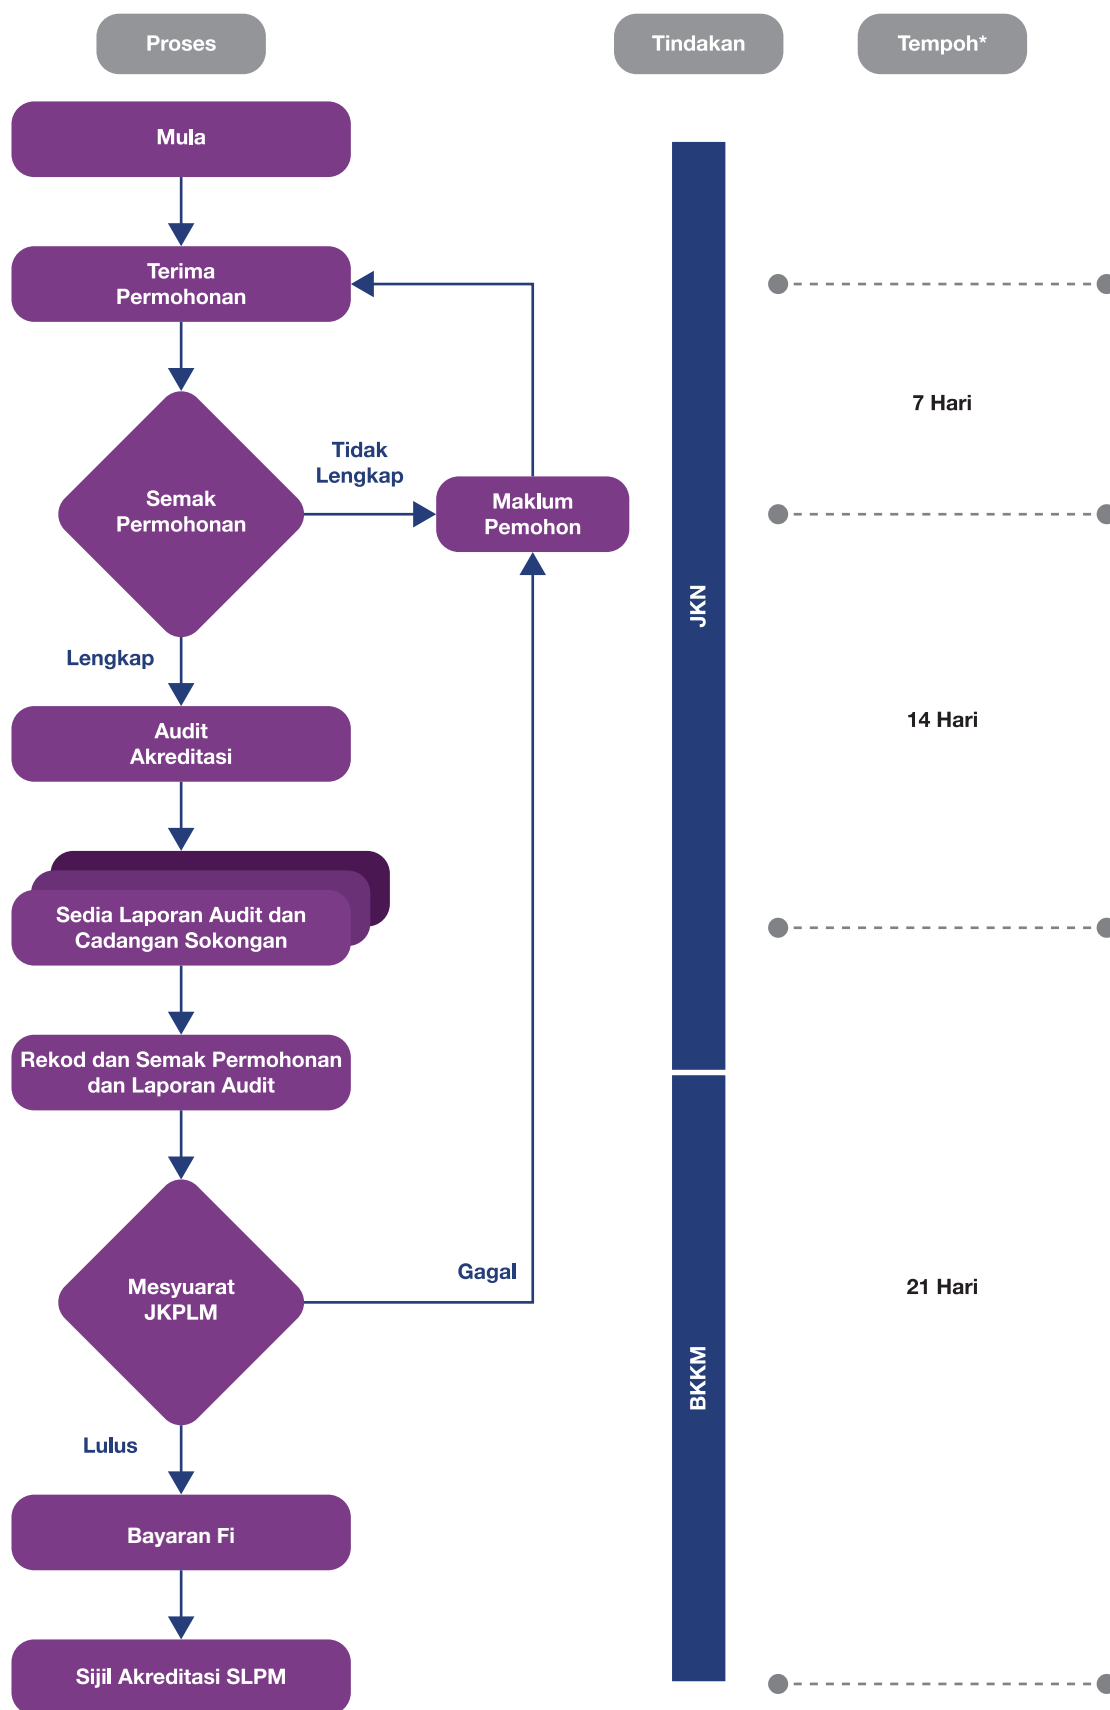 Proses
Tindakan
Tempoh*
Mula
Terima
Permohonan
7 Hari
Semak
Permohonan
Tidak
Lengkap
Maklum
Pemohon
JKN
Lengkap
Audit
Akreditasi
14 Hari
Sedia Laporan Audit dan
Cadangan Sokongan
Rekod dan Semak Permohonan
dan Laporan Audit
Mesyuarat
JKPLM
Gagal
21 Hari
BKKM
Lulus
Bayaran Fi
Sijil Akreditasi SLPM